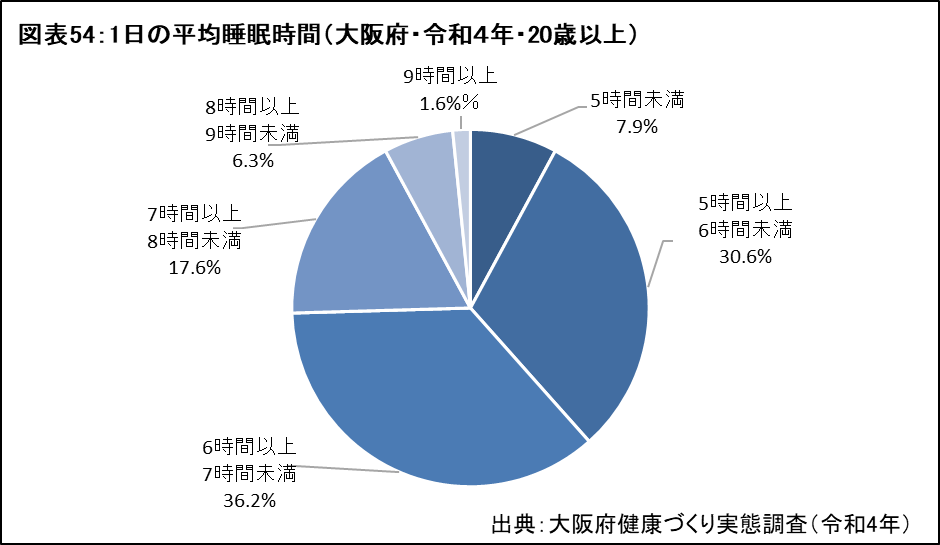 図表54:1日の平均睡眠時間(大阪府・令和4年・20歳以上)
9時間以上
1.6%%
5時間未満
7.9%
8時間以上
9時間未満
6.3%
5時間以上
6時間未満
30.6%
7時間以上
8時間未満
17.6%
6時間以上
7時間未満
36.2%
出典:大阪府健康づくり実態調査(令和4年)